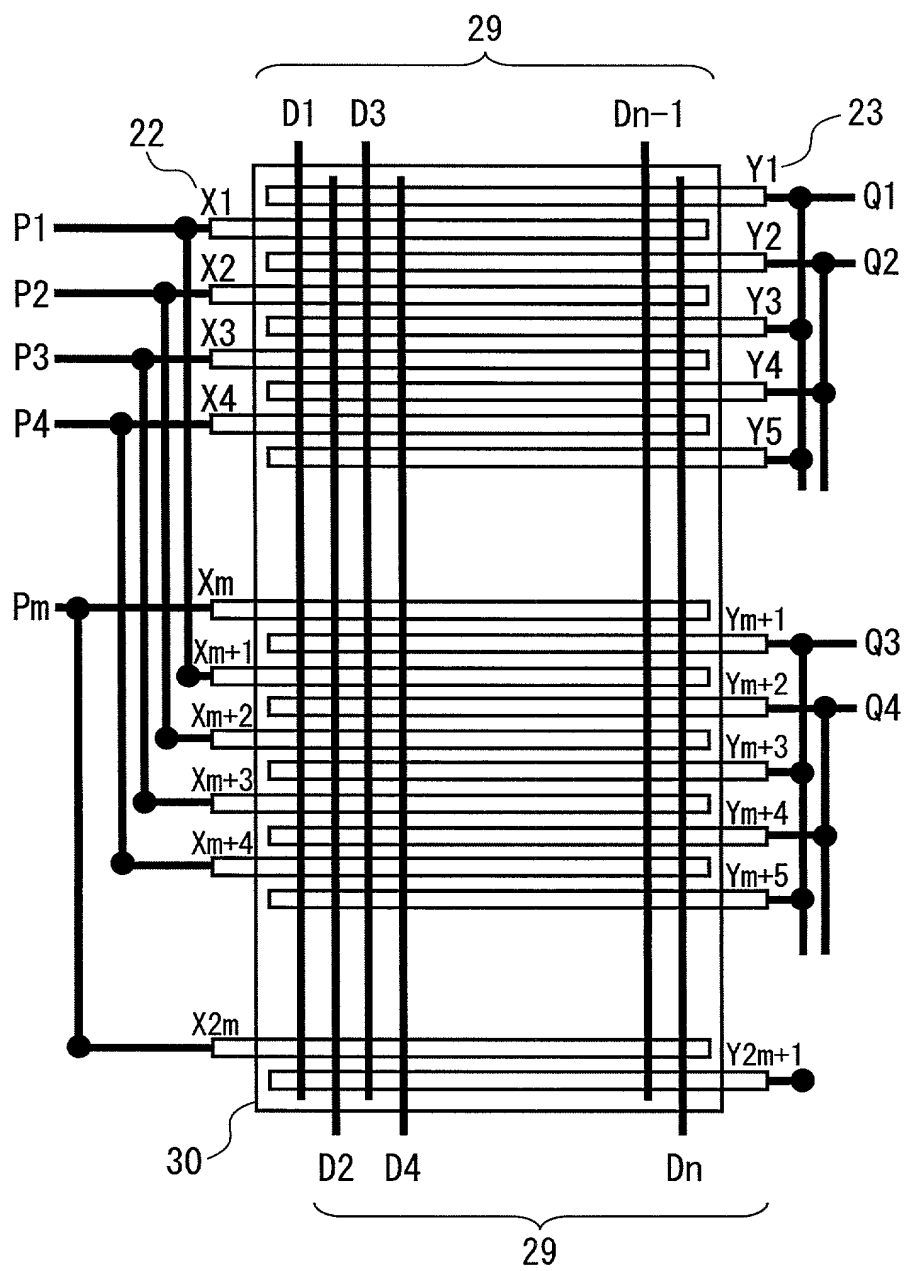 29
D1 D3 Dn-1 23
22
Y1
X1 Q1
P1 Y2
X2 Q2
P2 Y3
X3
P3 Y4
X4
P4 Y5
Xm
Pm Ym+1
Xm+1 Q3
Ym+2
Xm+2 Q4
Ym+3
Xm+3
Ym+4
Xm+4
Ym+5
X2m
Y2m+1
30
D2 D4 Dn
29